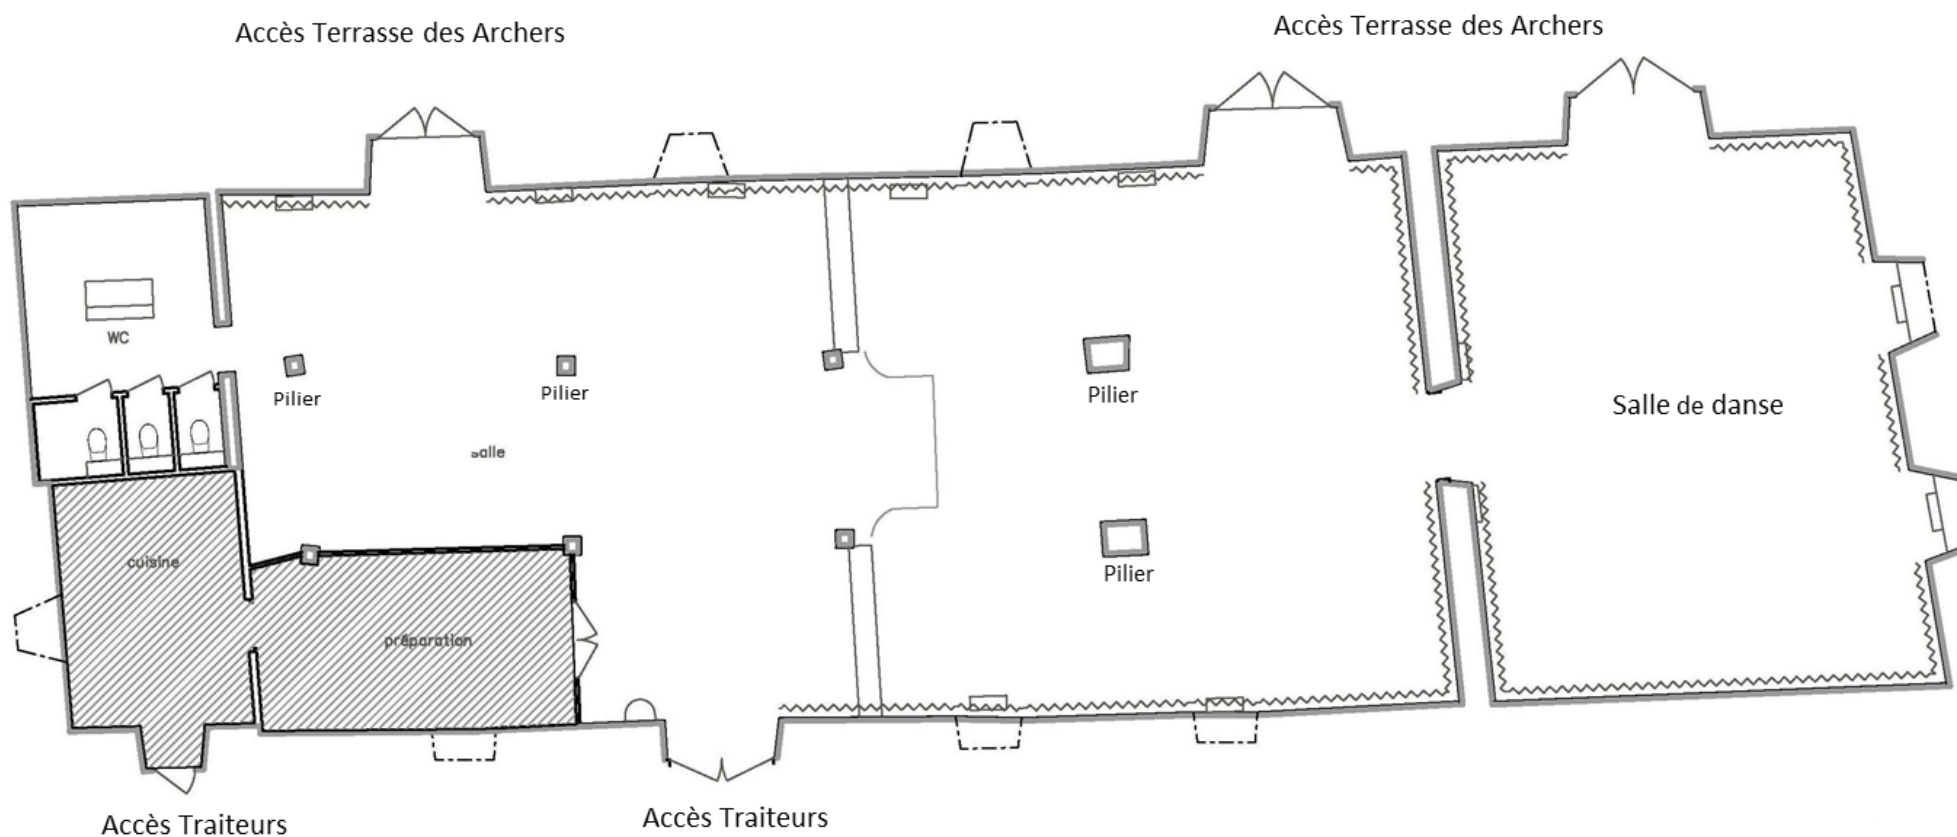 Accès Terrasse des Archers
Accès Terrasse des Archers
WC
Pilier
Pilier
Pilier
Salle de danse
salle
cuisine
Pilier
préparation
Accès Traiteurs
Accès Traiteurs